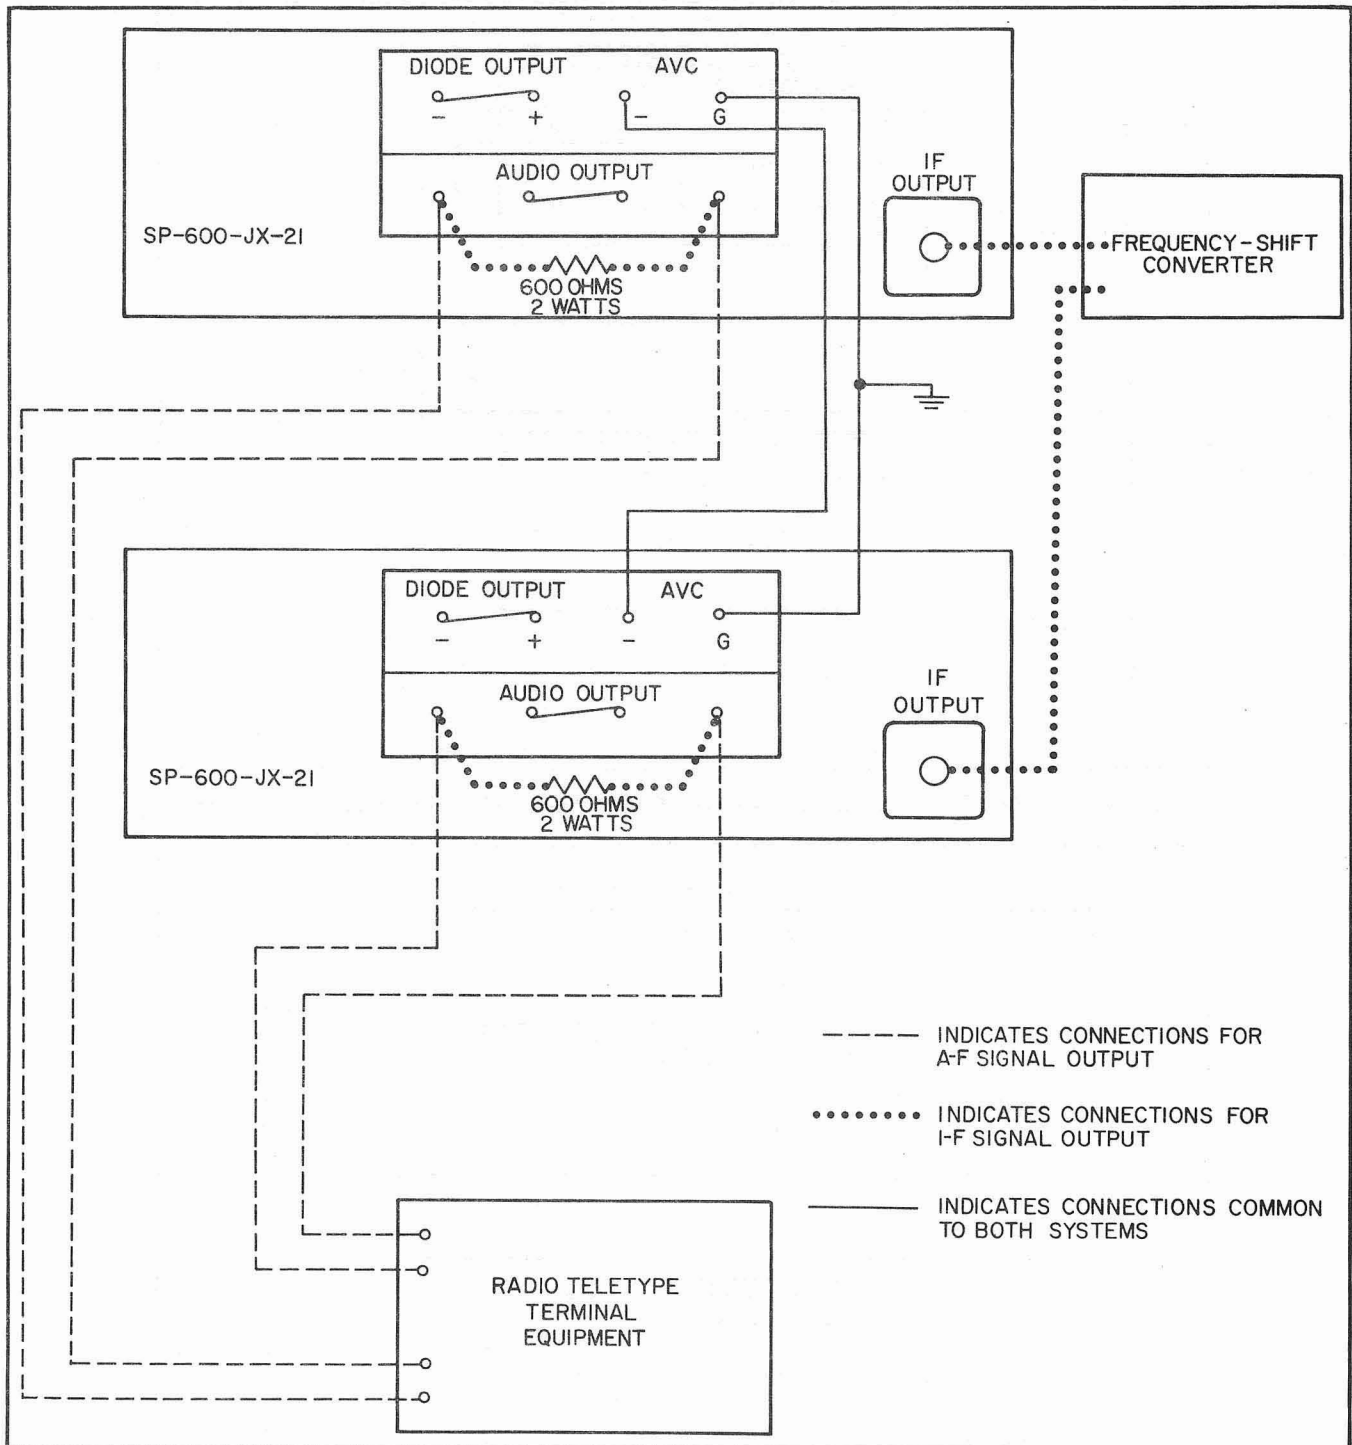 DIODE OUTPUT AVC
- + - G
AUDIO OUTPUT
IF
OUTPUT
SP-600-JX-21
600 OHMS
2 WATTS
FREQUENCY-SHIFT
CONVERTER
DIODE OUTPUT AVC
- + - G
AUDIO OUTPUT
IF
OUTPUT
SP-600-JX-21
600 OHMS
2 WATTS
INDICATES CONNECTIONS FOR
A-F SIGNAL OUTPUT
INDICATES CONNECTIONS FOR
I-F SIGNAL OUTPUT
INDICATES CONNECTIONS COMMON
TO BOTH SYSTEMS
RADIO TELETYPE
TERMINAL
EQUIPMENT